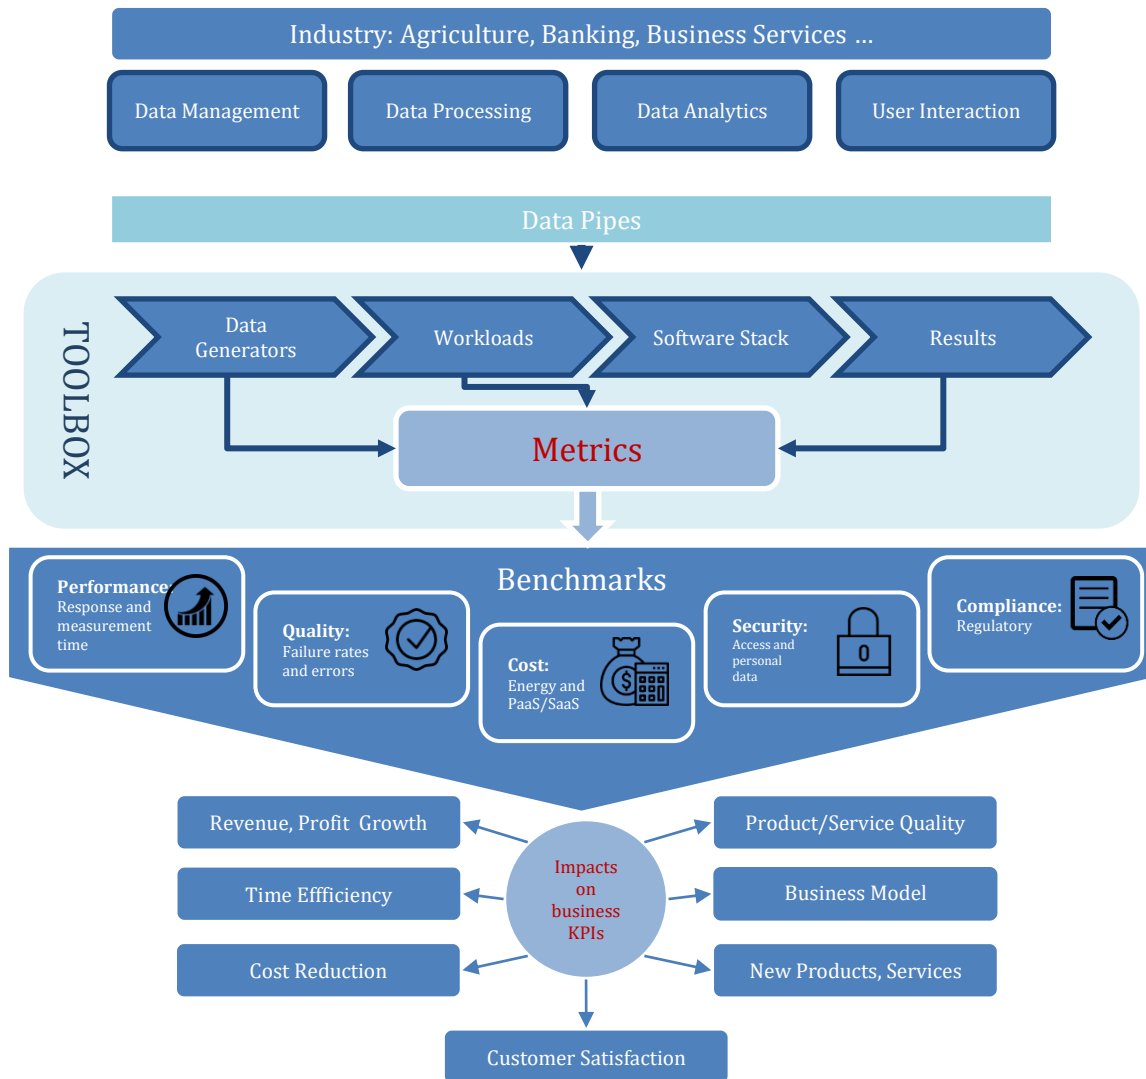 Industry: Agriculture, Banking, Business Services ...
Data Management
Data Processing
Data Analytics
User Interaction
Data Pipes
TOOLBOX
Data
Generators
Workloads
Software Stack
Results
Metrics
Benchmarks
Performance:
Response and
measurement
time
Quality:
Failure rates
and errors
$
Cost:
Energy and
PaaS/SaaS
Security:
Access and
personal
data
0
Compliance:
Regulatory
Revenue, Profit Growth
Time Effficiency
Cost Reduction
Impacts
on
business
KPIs
Product/Service Quality
Business Model
New Products, Services
Customer Satisfaction